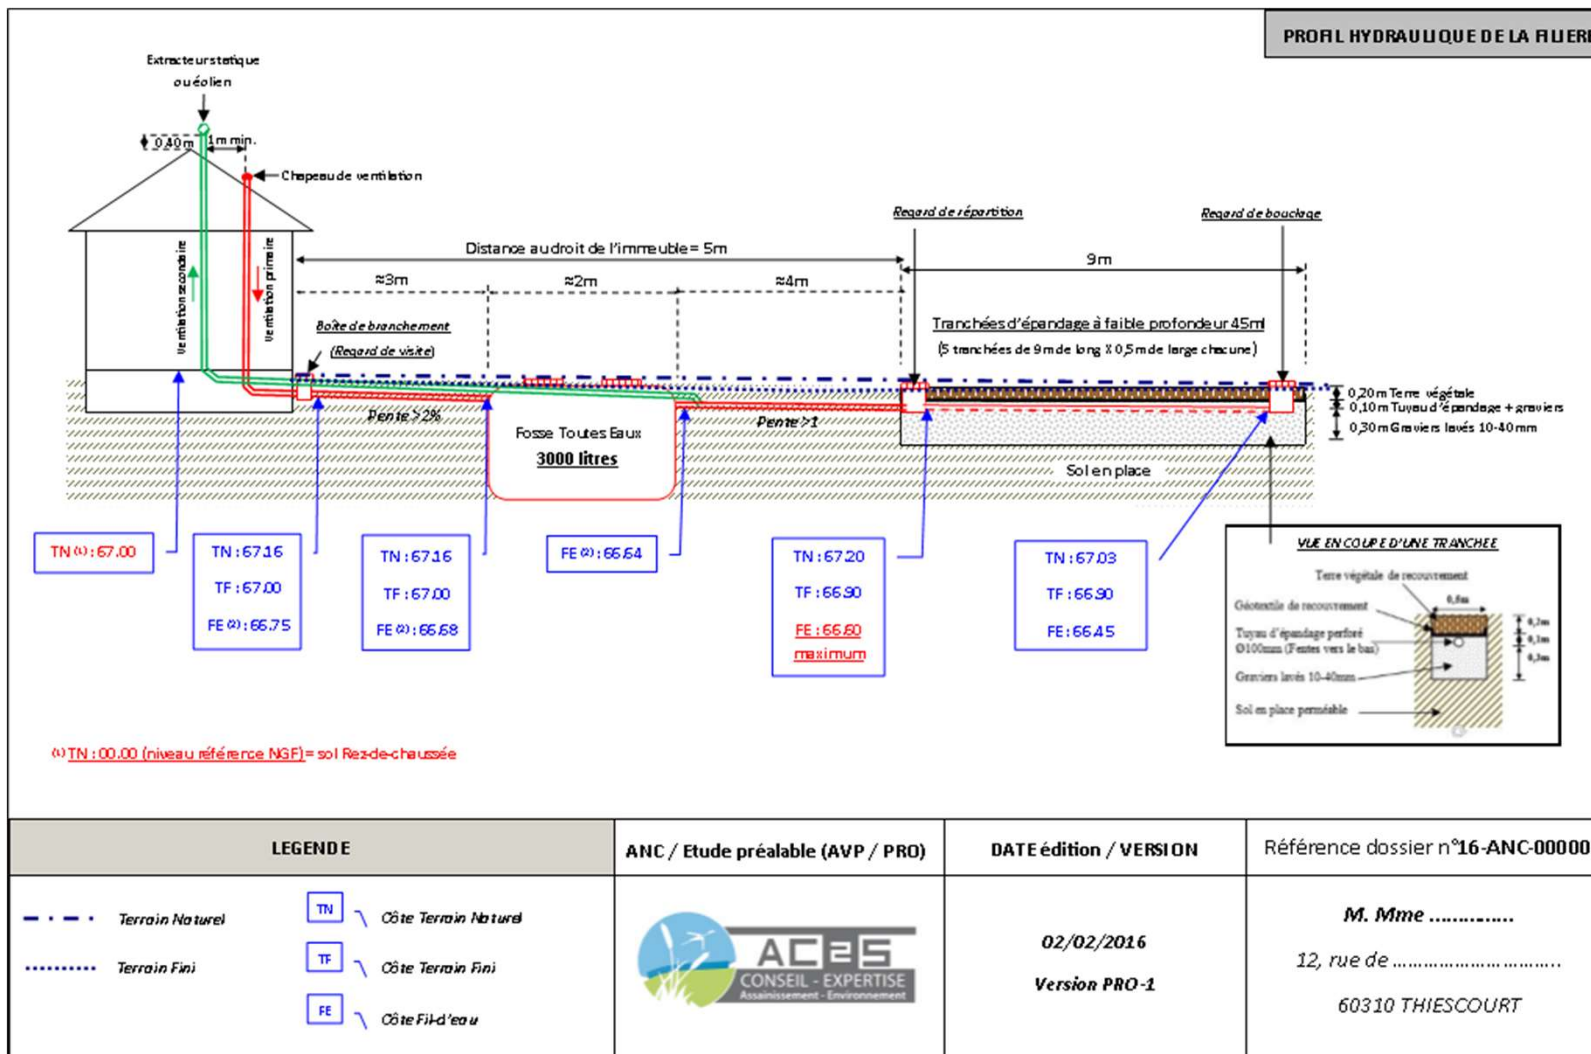 PROFIL HYDRAULIQUE DE LA FILIERE
Extracteur statique
ou éolien
0,40 m
1 m min.
Chapeau de ventilation
Ventilation secondaire
Ventilation primaire
Regard de répartition
Regard de bouclage
Distance au droit de l'immeuble = 5m
9m
≈3m
≈2m
≈4m
Boîte de branchement
(Regard de visite)
Tranchées d'épandage à faible profondeur 45ml
(5 tranchées de 9m de long X 0,5m de large chacune)
0,20m Terre végétale
0,10m Tuyau d'épandage + graviers
0,30m Graviers lavés 10-40mm
Pente >2%
Fosse Toutes Eaux
3000 litres
Pente >1
Sol en place
TN (1) : 67.00
TN : 67.16
TF : 67.00
FE (2) : 66.75
TN : 67.16
TF : 67.00
FE (2) : 66.68
FE (2) : 66.64
TN : 67.20
TF : 66.90
FE : 66.60
maximum
TN : 67.03
TF : 66.90
FE : 66.45
VUE EN COUPE D'UNE TRANCHEE
Terre végétale de recouvrement
0,5m
Géotextile de recouvrement
0,2m
Tuyau d'épandage perforé
Ø100mm (Fentes vers le bas)
0,1m
0,3m
Graviers lavés 10-40mm
Sol en place perméable
(1) TN : 00.00 (niveau référence NGF) = sol Rez-de-chaussée
LEGENDE
ANC / Etude préalable (AVP / PRO)
DATE édition / VERSION
Référence dossier n°16-ANC-00000
Terrain Naturel
TN
Côte Terrain Naturel
Terrain Fini
TF
Côte Terrain Fini
FE
Côte Fil-d'eau
AC2S
CONSEIL - EXPERTISE
Assainissement - Environnement
02/02/2016
Version PRO-1
M. Mme ..............
12, rue de ..............................
60310 THIESCOURT